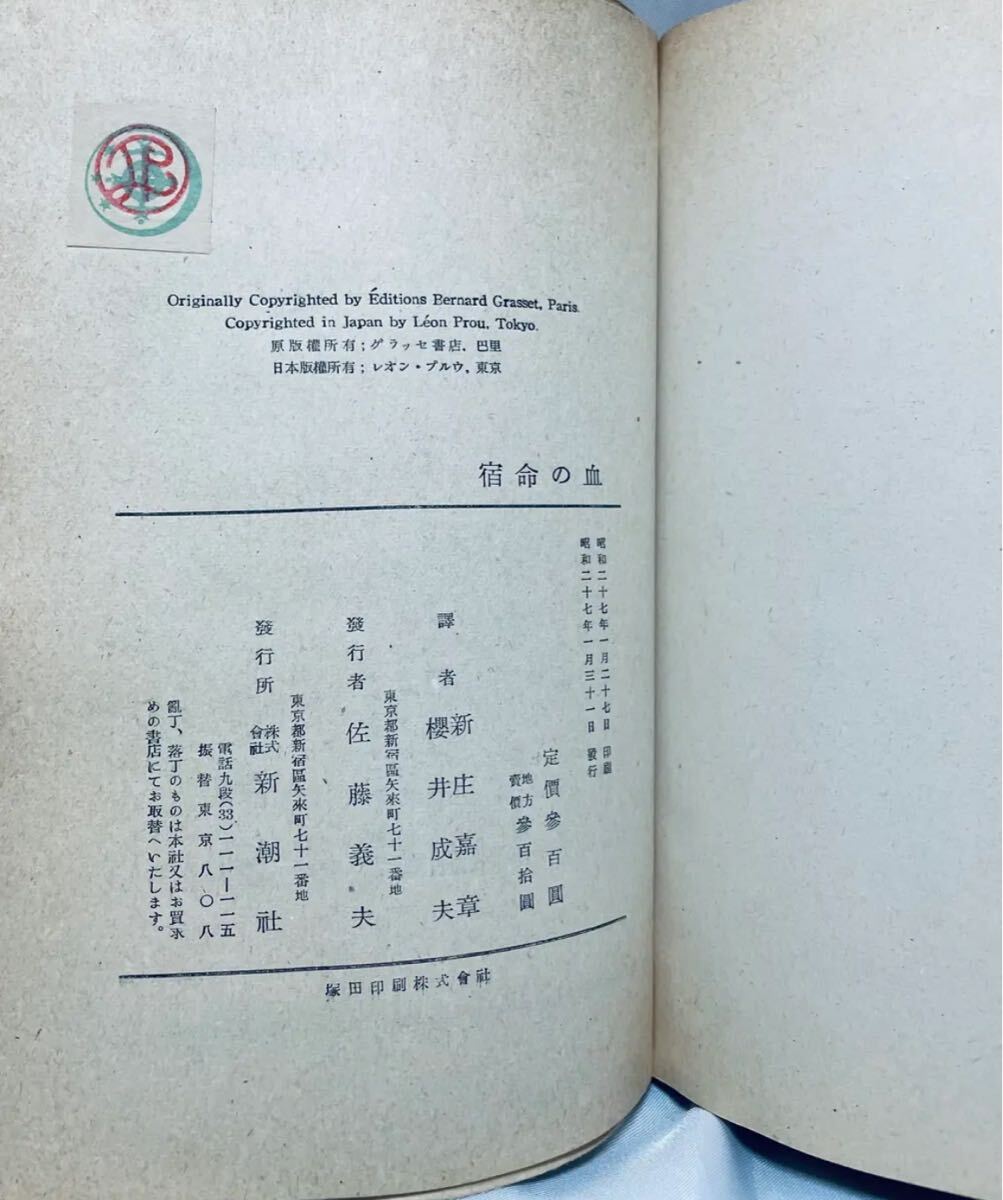 Originally Copyrighted by Éditions Bernard Grasset, Paris.
Copyrighted in Japan by Léon Prou, Tokyo.
原版權所有；グラッセ書店，巴里
日本版權所有；レオン・プルウ，東京
宿命の血
昭和二十七年一月二十七日 印刷
昭和二十七年一月三十一日 發行
定價參百圓
地方賣價 參百拾圓
譯者 新庄嘉章
櫻井成夫
東京都新宿區矢來町七十一番地
發行者 佐藤義夫
東京都新宿區矢來町七十一番地
發行所 株式會社 新潮社
電話九段(33)一一一一—一一五
振替東京八〇八
亂丁、落丁のものは本社又はお買求
めの書店にてお取替へいたします。
塚田印刷株式會社